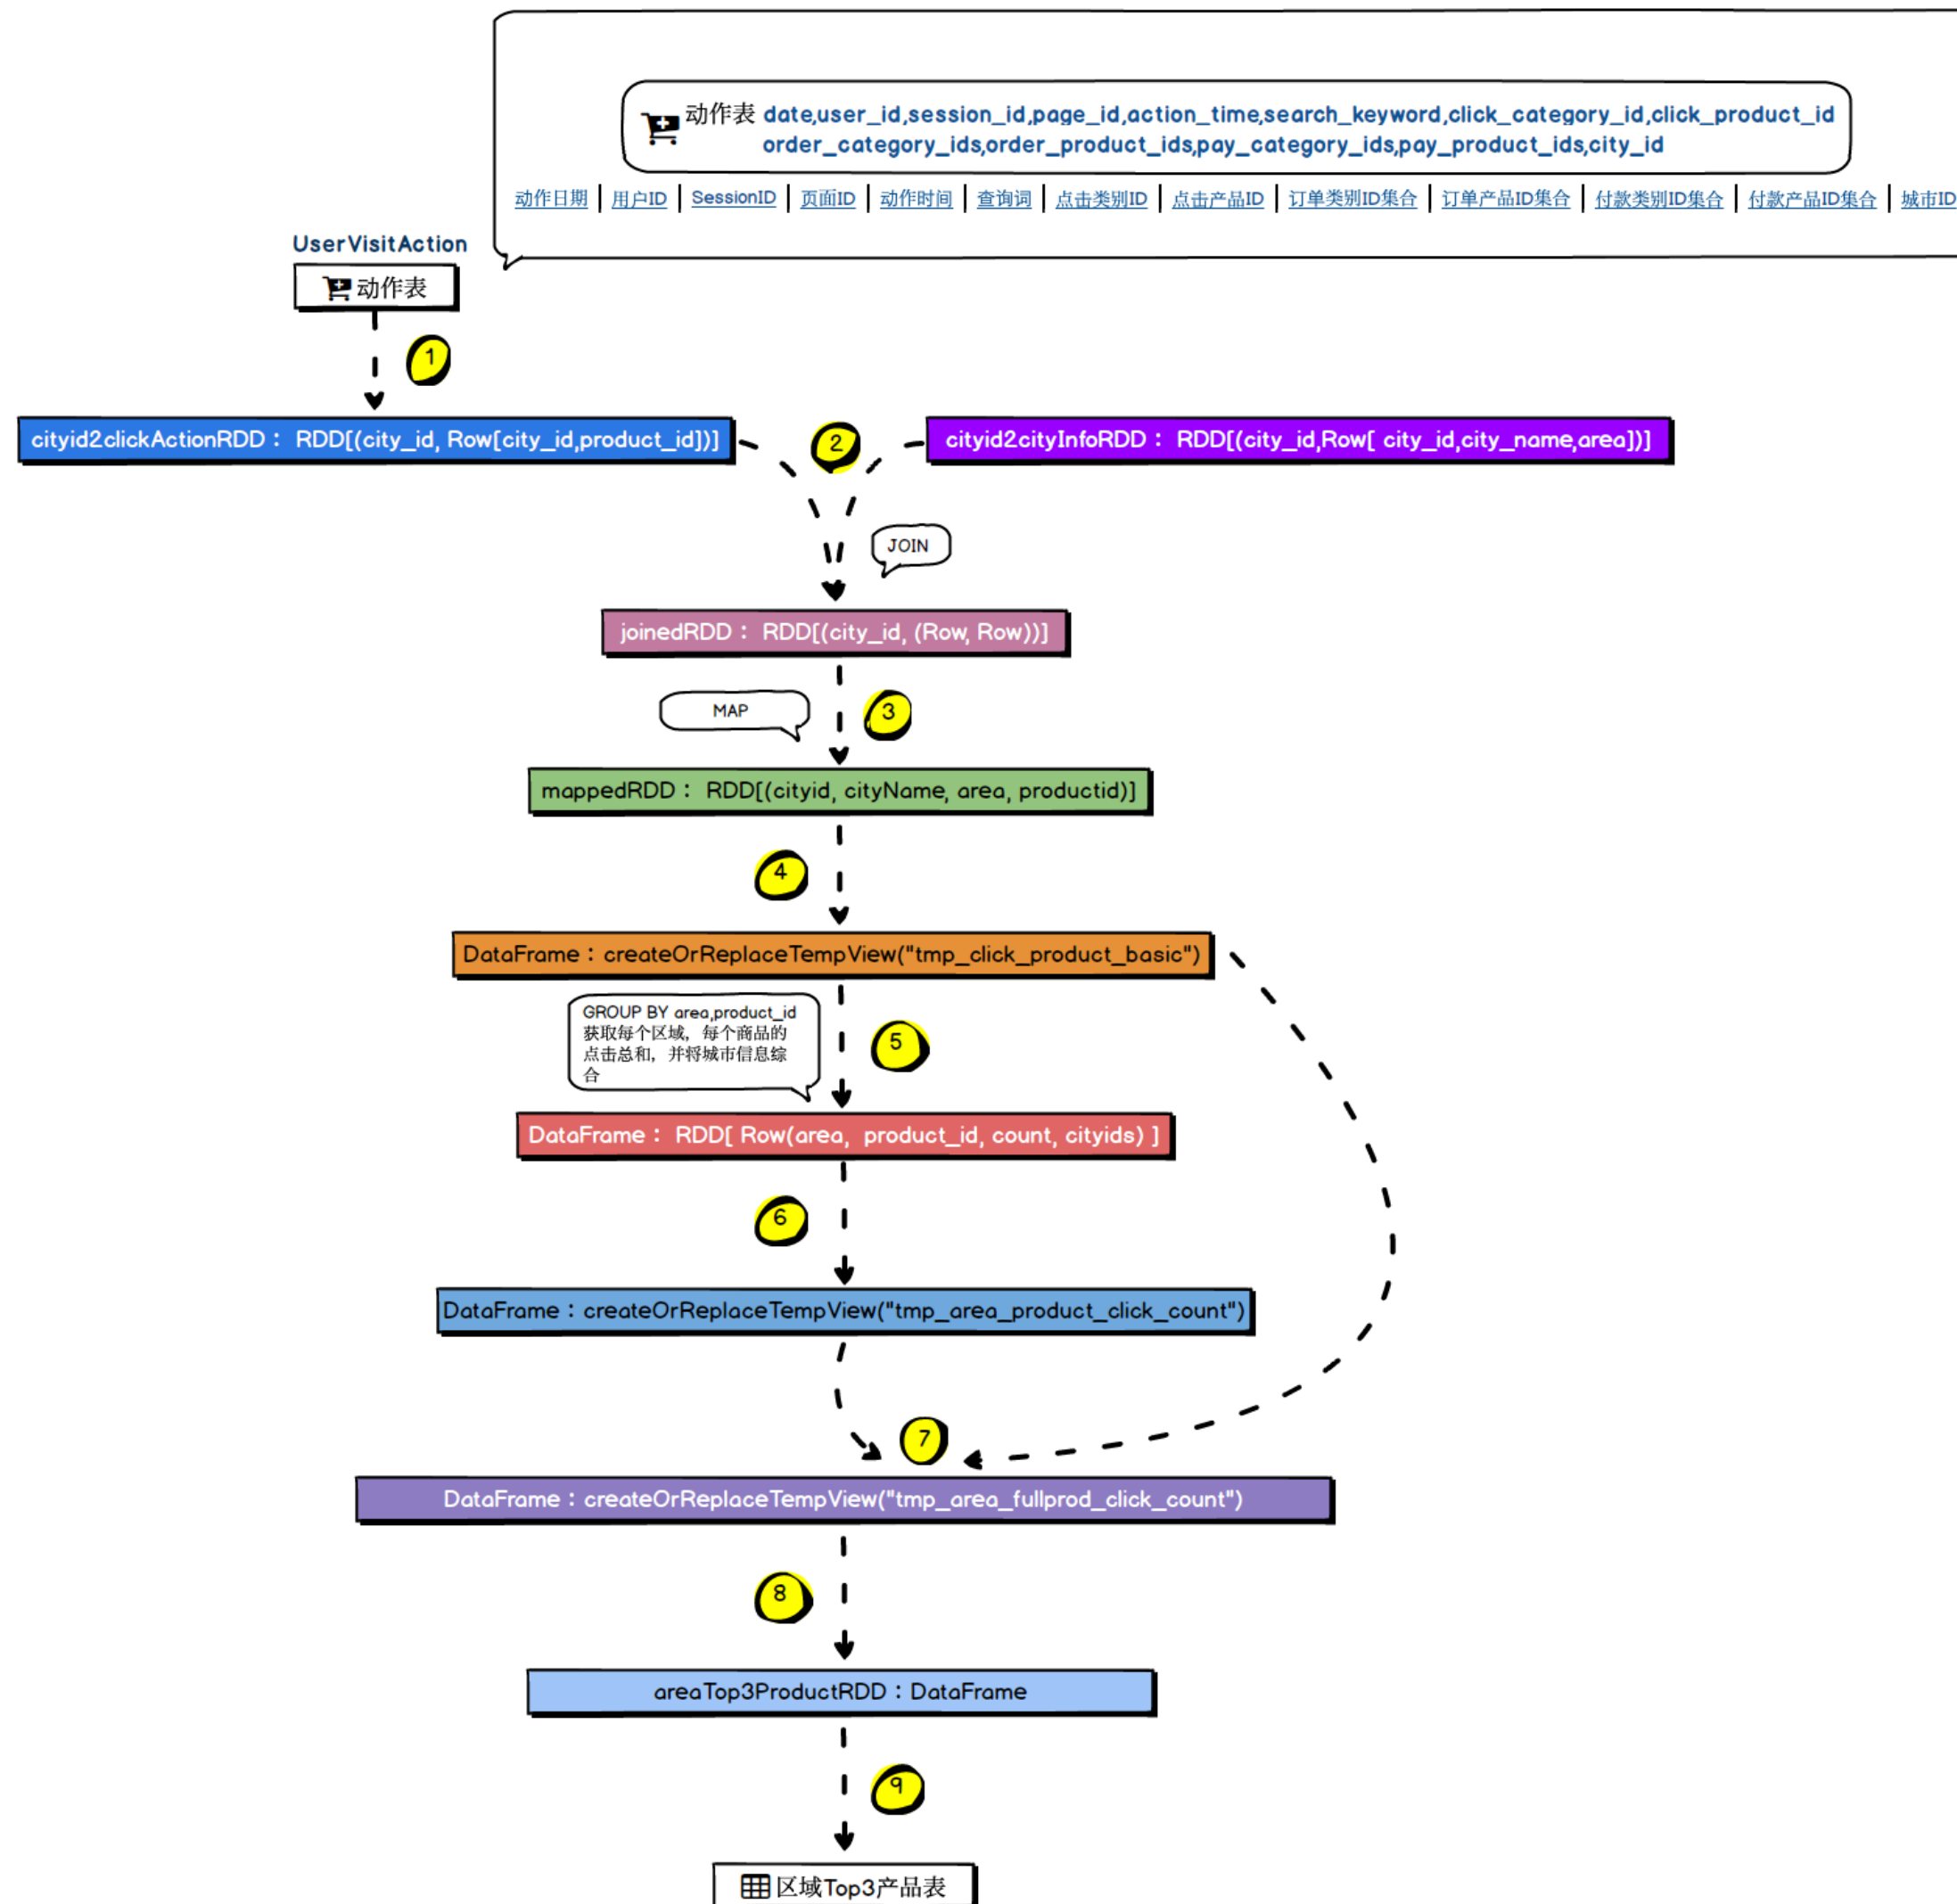 动作表 date,user_id,session_id,page_id,action_time,search_keyword,click_category_id,click_product_id
order_category_ids,order_product_ids,pay_category_ids,pay_product_ids,city_id
动作日期 | 用户ID | SessionID | 页面ID | 动作时间 | 查询词 | 点击类别ID | 点击产品ID | 订单类别ID集合 | 订单产品ID集合 | 付款类别ID集合 | 付款产品ID集合 | 城市ID
UserVisitAction
动作表
1
cityid2clickActionRDD： RDD[(city_id, Row[city_id,product_id])]
2
cityid2cityInfoRDD： RDD[(city_id,Row[ city_id,city_name,area])]
JOIN
joinedRDD： RDD[(city_id, (Row, Row))]
MAP
3
mappedRDD： RDD[(cityid, cityName, area, productid)]
4
DataFrame：createOrReplaceTempView("tmp_click_product_basic")
GROUP BY area,product_id
获取每个区域，每个商品的
点击总和，并将城市信息综
合
5
DataFrame： RDD[ Row(area, product_id, count, cityids) ]
6
DataFrame：createOrReplaceTempView("tmp_area_product_click_count")
7
DataFrame：createOrReplaceTempView("tmp_area_fullprod_click_count")
8
areaTop3ProductRDD：DataFrame
9
区域Top3产品表